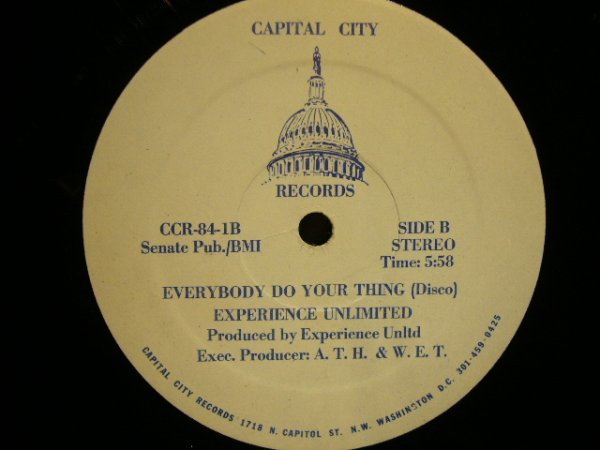 CAPITAL CITY
RECORDS
CCR-84-1B
Senate Pub./BMI
SIDE B
STEREO
Time: 5:58
EVERYBODY DO YOUR THING (Disco)
EXPERIENCE UNLIMITED
Produced by Experience Unltd
Exec. Producer: A. T. H. & W. E. T.
CAPITAL CITY RECORDS 1718 N. CAPITOL ST. N.W. WASHINGTON D.C. 301-459-0425